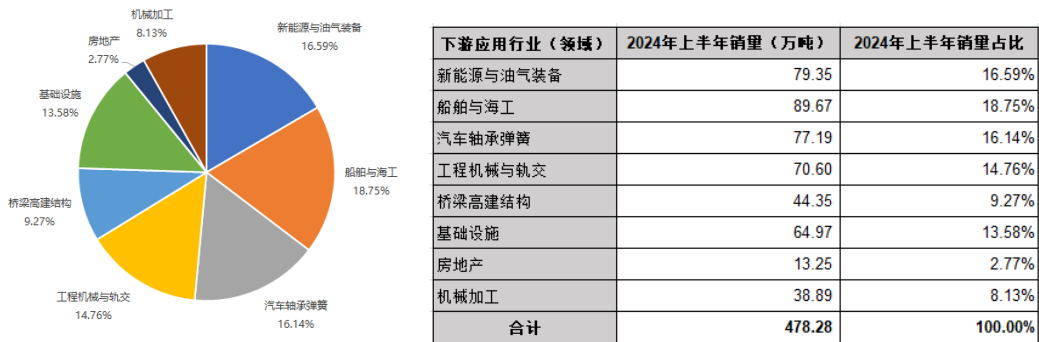 机械加工
8.13%
新能源与油气装备
16.59%
房地产
2.77%
基础设施
13.58%
船舶与海工
18.75%
桥梁高建结构
9.27%
工程机械与轨交
14.76%
汽车轴承弹簧
16.14%
下游应用行业（领域） 2024年上半年销量（万吨） 2024年上半年销量占比
新能源与油气装备 79.35 16.59%
船舶与海工 89.67 18.75%
汽车轴承弹簧 77.19 16.14%
工程机械与轨交 70.60 14.76%
桥梁高建结构 44.35 9.27%
基础设施 64.97 13.58%
房地产 13.25 2.77%
机械加工 38.89 8.13%
合计 478.28 100.00%